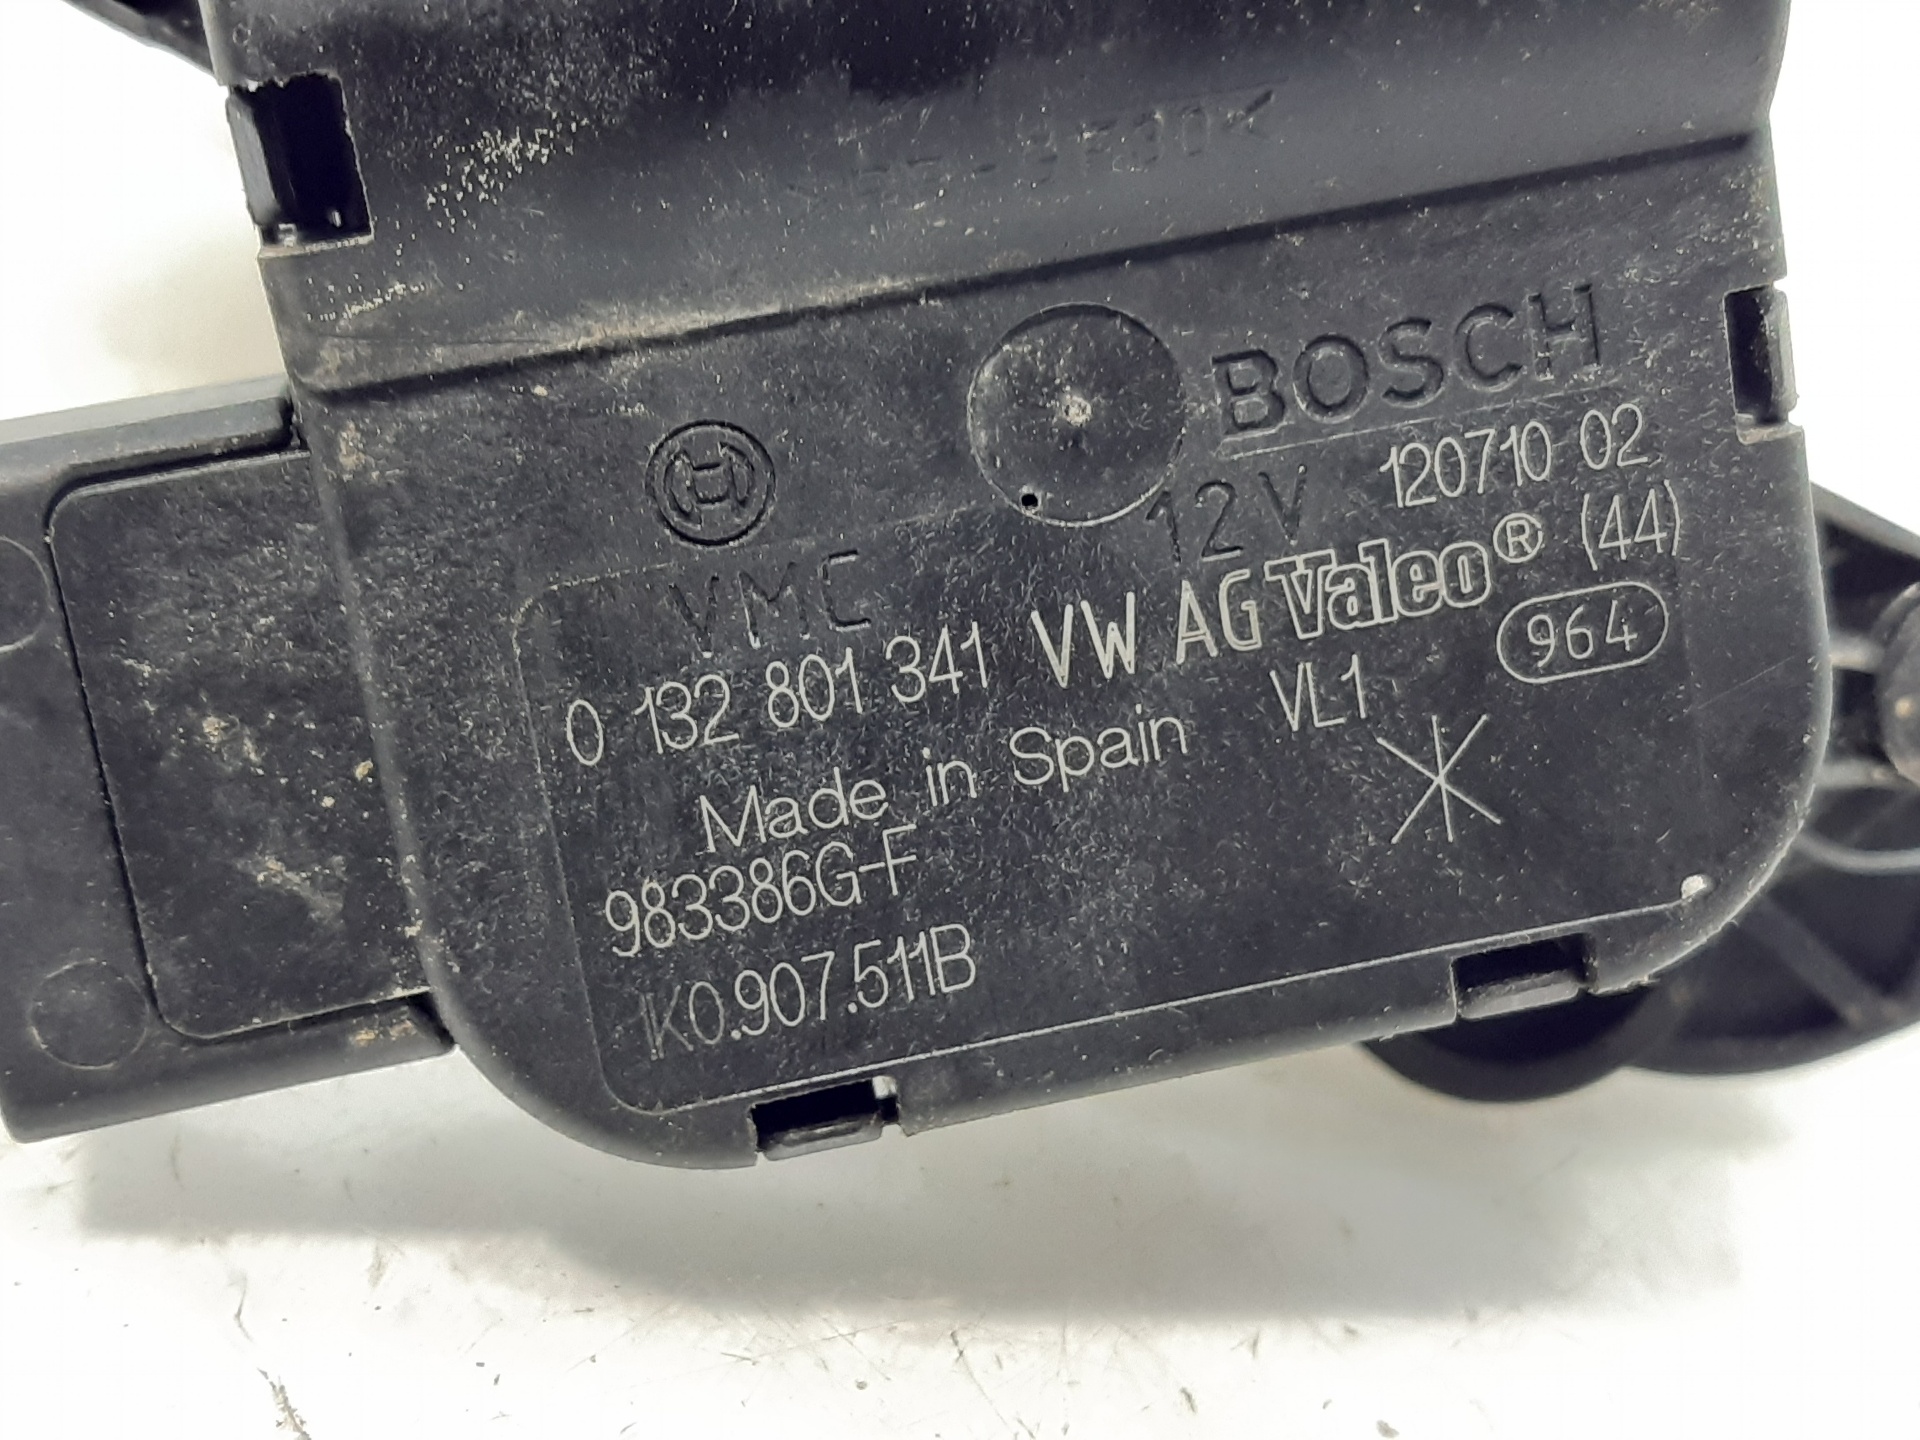 BOSCH
120710 02
VMC 12V
0 132 801 341 VW AG Valeo® (44)
Made in Spain VL1 964
983386G-F
1K0.907.511B